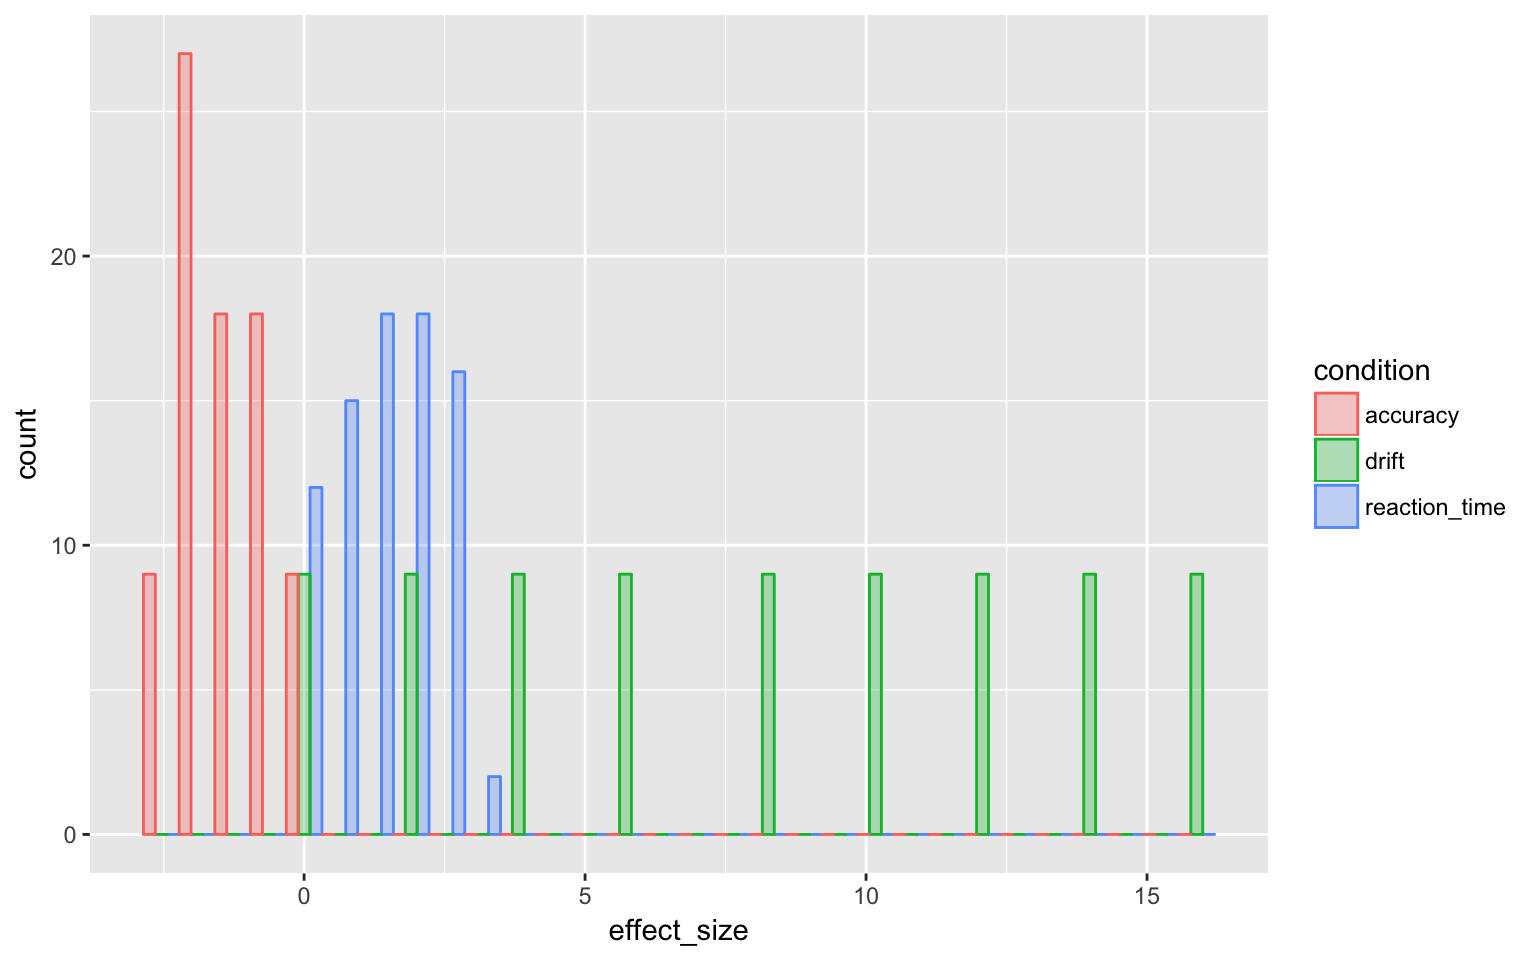 20
10
0
count
0 5 10 15
effect_size
condition
accuracy
drift
reaction_time